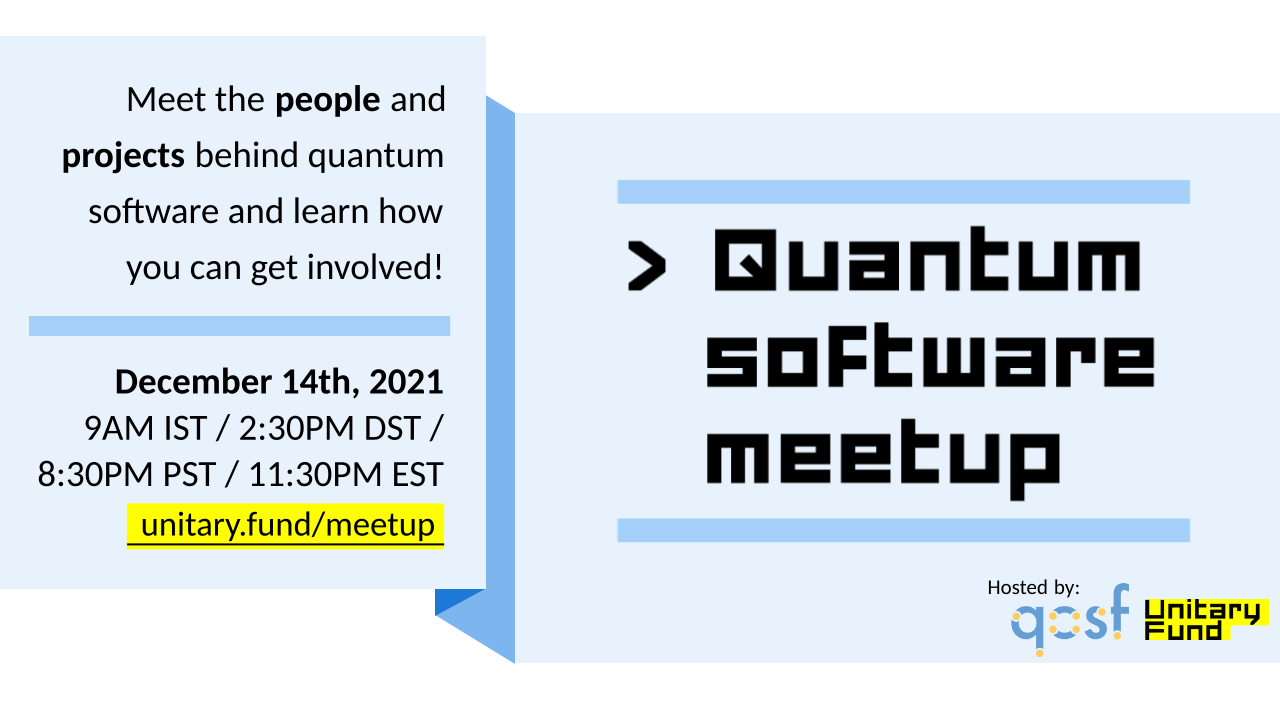 Meet the people and
projects behind quantum
software and learn how
you can get involved!
December 14th, 2021
9AM IST / 2:30PM DST /
8:30PM PST / 11:30PM EST
unitary.fund/meetup
> Quantum
software
meetup
Hosted by:
qosf
Unitary
Fund